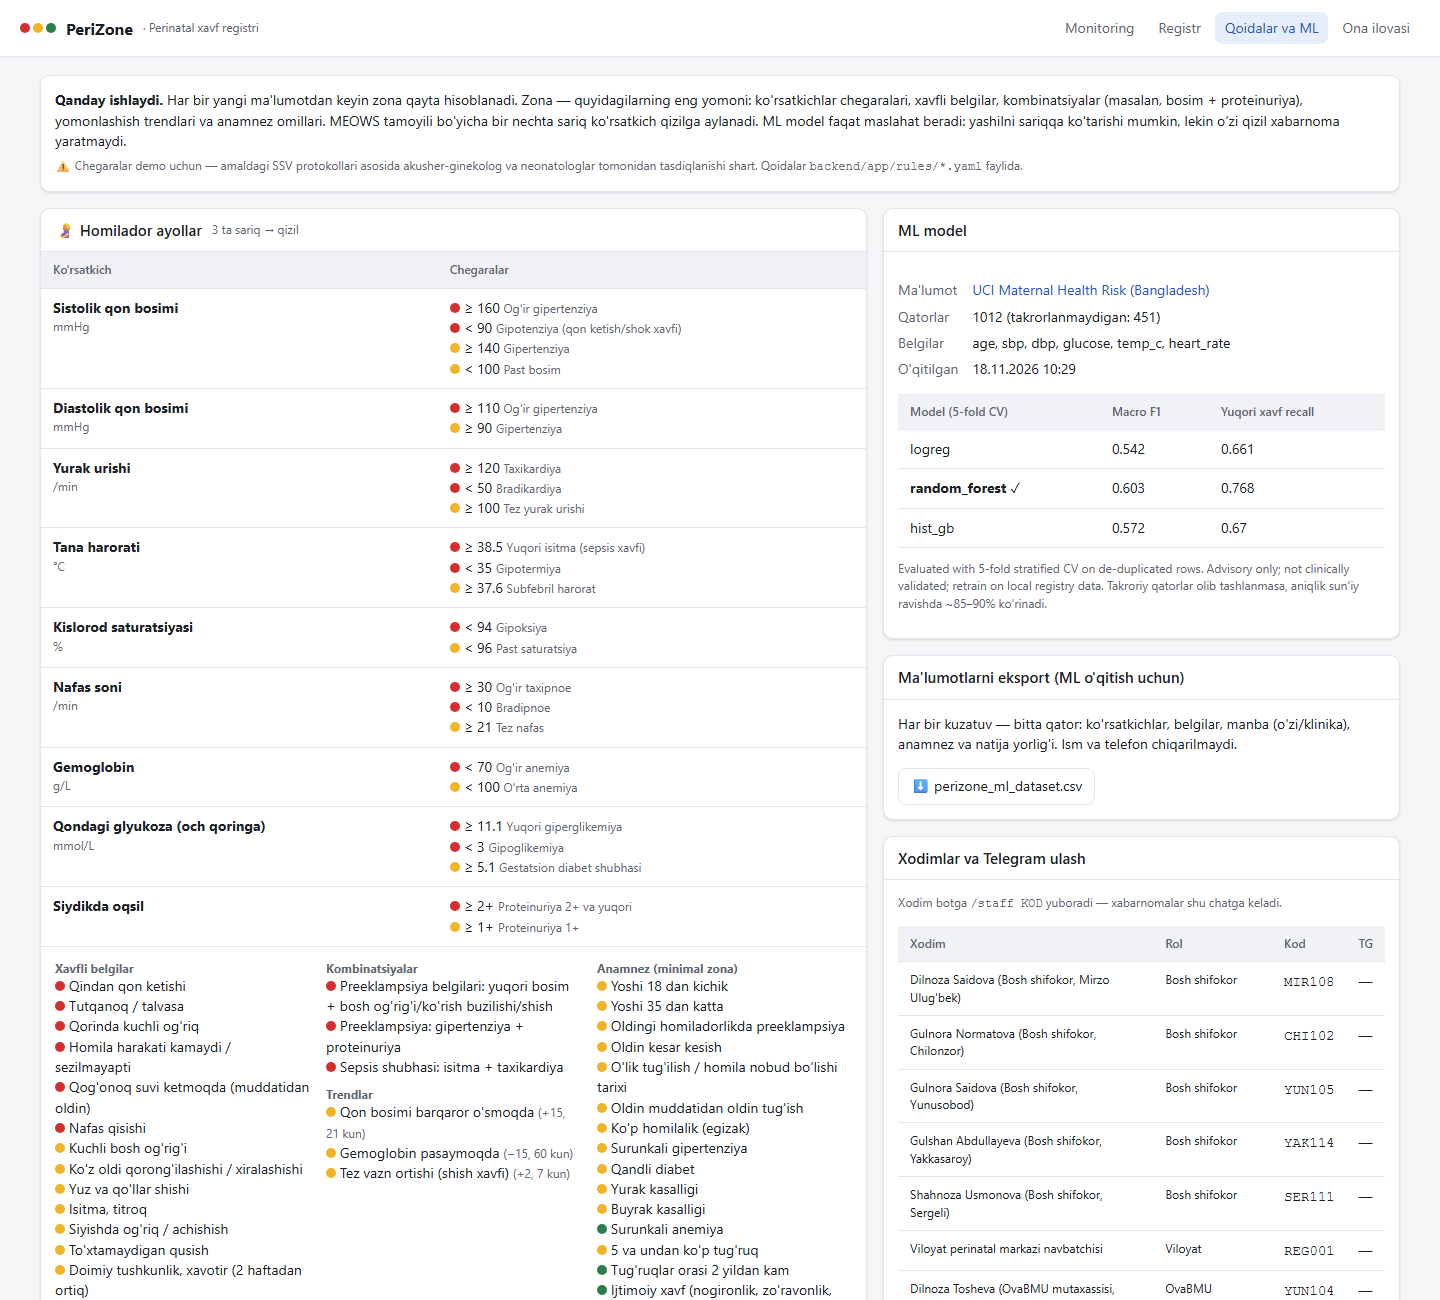 PeriZone · Perinatal xavf registri
Monitoring Registr Qoidalar va ML Ona ilovasi
Qanday ishlaydi. Har bir yangi ma'lumotdan keyin zona qayta hisoblanadi. Zona — quyidagilarning eng yomoni: ko'rsatkichlar chegaralari, xavfli belgilar, kombinatsiyalar (masalan, bosim + proteinuriya),
yomonlashish trendlari va anamnez omillari. MEOWS tamoyili bo'yicha bir nechta sariq ko'rsatkich qizilga aylanadi. ML model faqat maslahat beradi: yashilni sariqqa ko'tarishi mumkin, lekin o'zi qizil xabarnoma
yaratmaydi.
⚠️ Chegaralar demo uchun — amaldagi SSV protokollari asosida akusher-ginekolog va neonatologlar tomonidan tasdiqlanishi shart. Qoidalar backend/app/rules/*.yaml faylida.
Homilador ayollar 3 ta sariq → qizil
Ko'rsatkich Chegaralar
Sistolik qon bosimi
mmHg
≥ 160 Og'ir gipertenziya
< 90 Gipotenziya (qon ketish/shok xavfi)
≥ 140 Gipertenziya
< 100 Past bosim
Diastolik qon bosimi
mmHg
≥ 110 Og'ir gipertenziya
≥ 90 Gipertenziya
Yurak urishi
/min
≥ 120 Taxikardiya
< 50 Bradikardiya
≥ 100 Tez yurak urishi
Tana harorati
°C
≥ 38.5 Yuqori isitma (sepsis xavfi)
< 35 Gipotermiya
≥ 37.6 Subfebril harorat
Kislorod saturatsiyasi
%
< 94 Gipoksiya
< 96 Past saturatsiya
Nafas soni
/min
≥ 30 Og'ir taxipnoe
< 10 Bradipnoe
≥ 21 Tez nafas
Gemoglobin
g/L
< 70 Og'ir anemiya
< 100 O'rta anemiya
Qondagi glyukoza (och qoringa)
mmol/L
≥ 11.1 Yuqori giperglikemiya
< 3 Gipoglikemiya
≥ 5.1 Gestatsion diabet shubhasi
Siydikda oqsil
≥ 2+ Proteinuriya 2+ va yuqori
≥ 1+ Proteinuriya 1+
Xavfli belgilar
Qindan qon ketishi
Tutqanoq / talvasa
Qorinda kuchli og'riq
Homila harakati kamaydi /
sezilmayapti
Qog'onoq suvi ketmoqda (muddatidan
oldin)
Nafas qisishi
Kuchli bosh og'rig'i
Ko'z oldi qorong'ilashishi / xiralashishi
Yuz va qo'llar shishi
Isitma, titroq
Siyishda og'riq / achishish
To'xtamaydigan qusish
Doimiy tushkunlik, xavotir (2 haftadan
ortiq)
Kombinatsiyalar
Preeklampsiya belgilari: yuqori bosim
+ bosh og'rig'i/ko'rish buzilishi/shish
Preeklampsiya: gipertenziya +
proteinuriya
Sepsis shubhasi: isitma + taxikardiya
Trendlar
Qon bosimi barqaror o'smoqda (+15,
21 kun)
Gemoglobin pasaymoqda (−15, 60 kun)
Tez vazn ortishi (shish xavfi) (+2, 7 kun)
Anamnez (minimal zona)
Yoshi 18 dan kichik
Yoshi 35 dan katta
Oldingi homiladorlikda preeklampsiya
Oldin kesar kesish
O'lik tug'ilish / homila nobud bo'lishi
tarixi
Oldin muddatidan oldin tug'ish
Ko'p homilalik (egizak)
Surunkali gipertenziya
Qandli diabet
Yurak kasalligi
Buyrak kasalligi
Surunkali anemiya
5 va undan ko'p tug'ruq
Tug'ruqlar orasi 2 yildan kam
Ijtimoiy xavf (nogironlik, zo'ravonlik,
ML model
Ma'lumot UCI Maternal Health Risk (Bangladesh)
Qatorlar 1012 (takrorlanmaydigan: 451)
Belgilar age, sbp, dbp, glucose, temp_c, heart_rate
O'qitilgan 18.11.2026 10:29
Model (5-fold CV) Macro F1 Yuqori xavf recall
logreg 0.542 0.661
random_forest ✓ 0.603 0.768
hist_gb 0.572 0.67
Evaluated with 5-fold stratified CV on de-duplicated rows. Advisory only; not clinically
validated; retrain on local registry data. Takroriy qatorlar olib tashlanmasa, aniqlik sun'iy
ravishda ~85–90% ko'rinadi.
Ma'lumotlarni eksport (ML o'qitish uchun)
Har bir kuzatuv — bitta qator: ko'rsatkichlar, belgilar, manba (o'zi/klinika),
anamnez va natija yorlig'i. Ism va telefon chiqarilmaydi.
⬇️ perizone_ml_dataset.csv
Xodimlar va Telegram ulash
Xodim botga /staff KOD yuboradi — xabarnomalar shu chatga keladi.
Xodim Rol Kod TG
Dilnoza Saidova (Bosh shifokor, Mirzo
Ulug'bek)
Bosh shifokor MIR108 —
Gulnora Normatova (Bosh shifokor,
Chilonzor)
Bosh shifokor CHI102 —
Gulnora Saidova (Bosh shifokor,
Yunusobod)
Bosh shifokor YUN105 —
Gulshan Abdullayeva (Bosh shifokor,
Yakkasaroy)
Bosh shifokor YAK114 —
Shahnoza Usmonova (Bosh shifokor,
Sergeli)
Bosh shifokor SER111 —
Viloyat perinatal markazi navbatchisi Viloyat REG001 —
Dilnoza Tosheva (OvaBMU mutaxassisi, OvaBMU YUN104 —